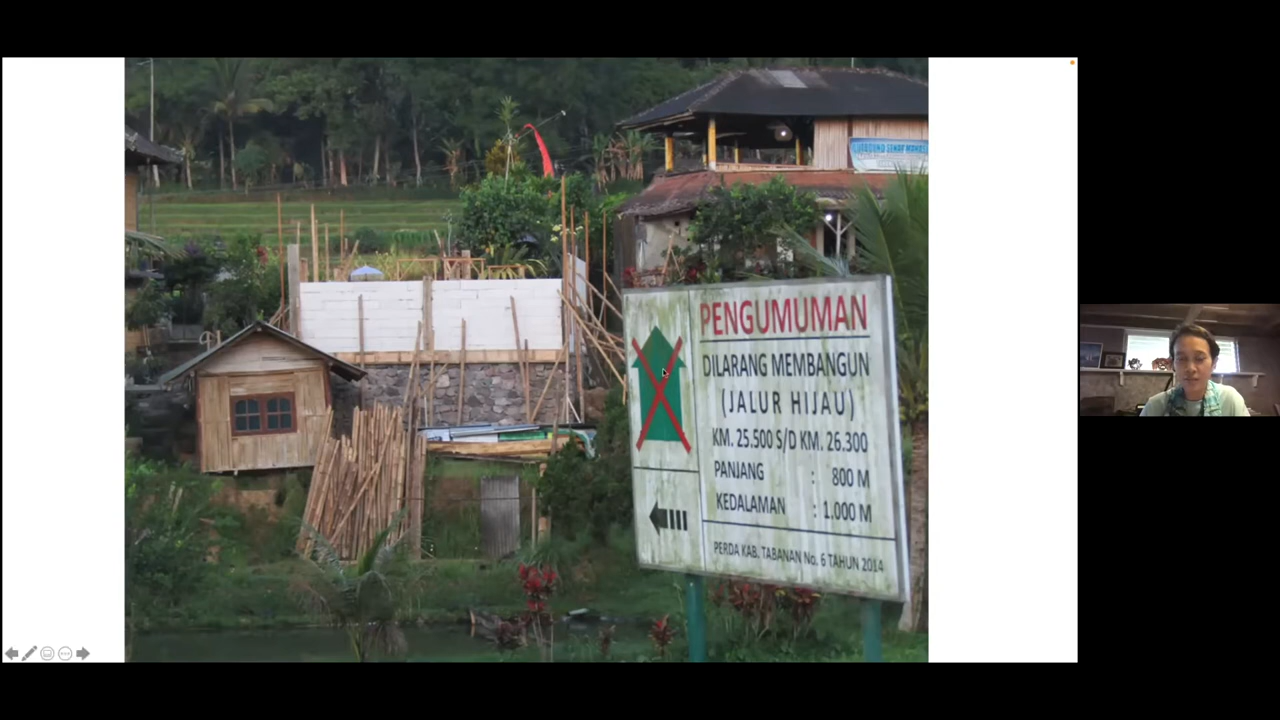 PENGUMUMAN
DILARANG MEMBANGUN
(JALUR HIJAU)
KM. 25.500 S/D KM. 26.300
PANJANG : 800 M
KEDALAMAN : 1.000 M
PERDA KAB. TABANAN No. 6 TAHUN 2014